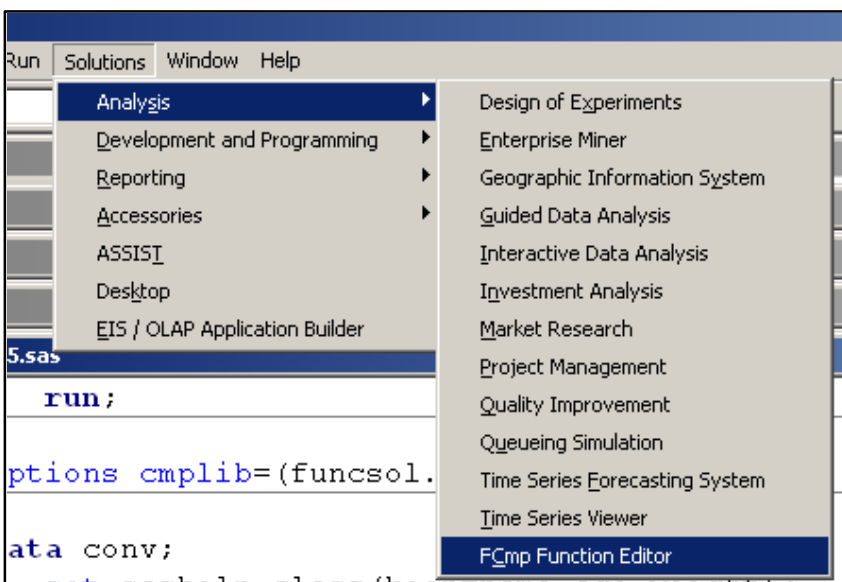 Run Solutions Window Help
Analysis
Development and Programming
Reporting
Accessories
ASSIST
Desktop
EIS / OLAP Application Builder
Design of Experiments
Enterprise Miner
Geographic Information System
Guided Data Analysis
Interactive Data Analysis
Investment Analysis
Market Research
Project Management
Quality Improvement
Queueing Simulation
Time Series Forecasting System
Time Series Viewer
FCmp Function Editor
5.sas
run;
ptions cmplib=(funcsol.
ata conv;